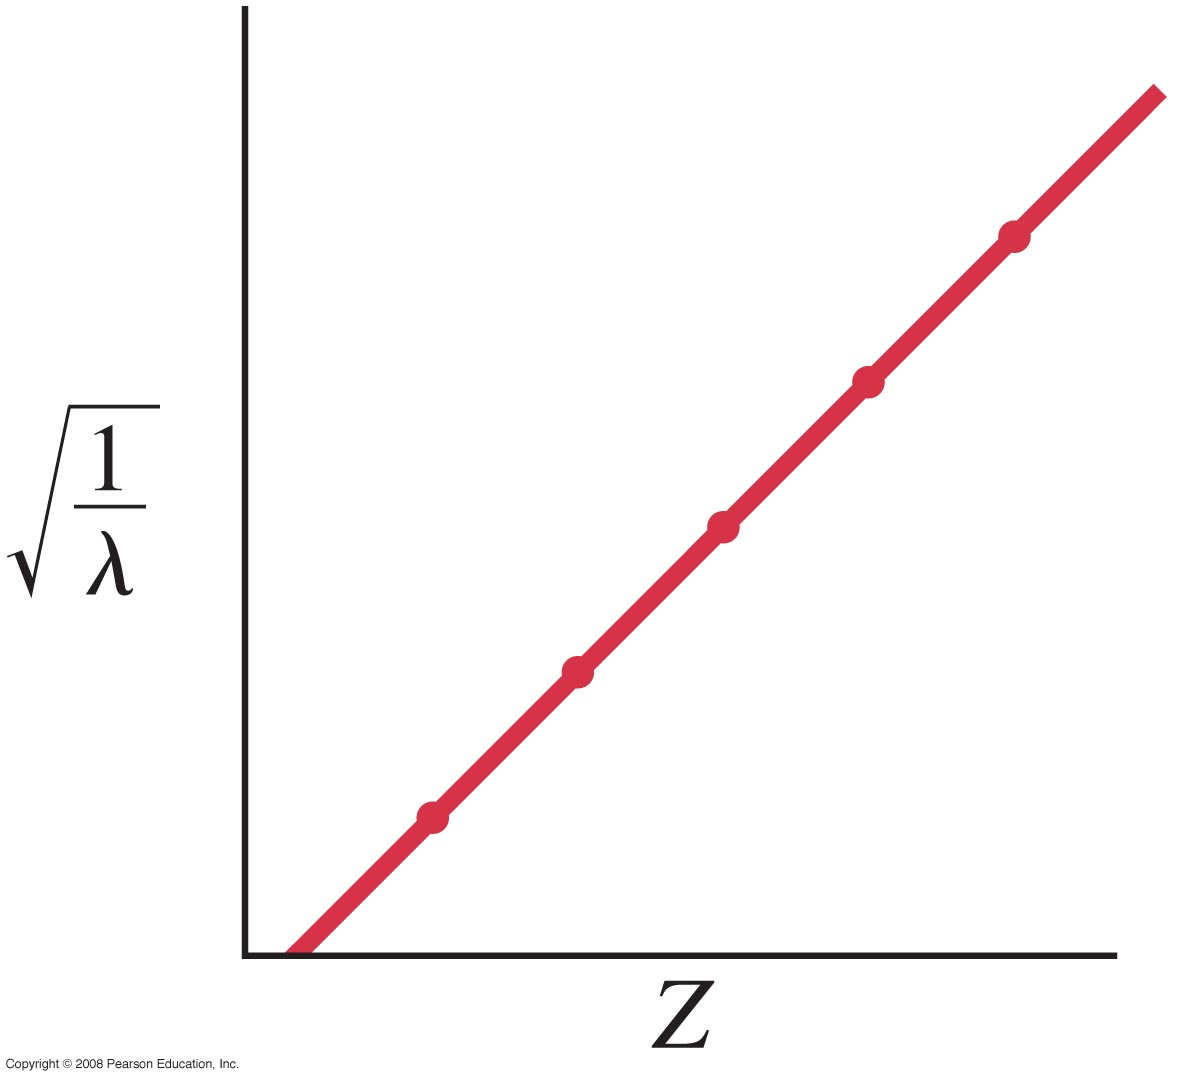 √(1/λ)
Z
Copyright © 2008 Pearson Education, Inc.